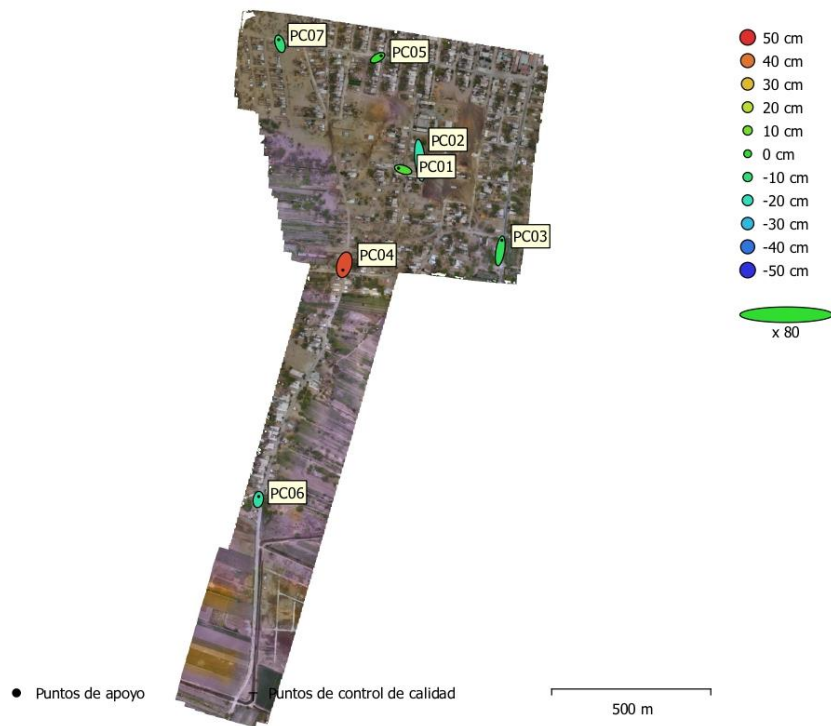 PC07
PC05
PC02
PC01
PC03
PC04
PC06
50 cm
40 cm
30 cm
20 cm
10 cm
0 cm
-10 cm
-20 cm
-30 cm
-40 cm
-50 cm
x 80
Puntos de apoyo
Puntos de control de calidad
500 m